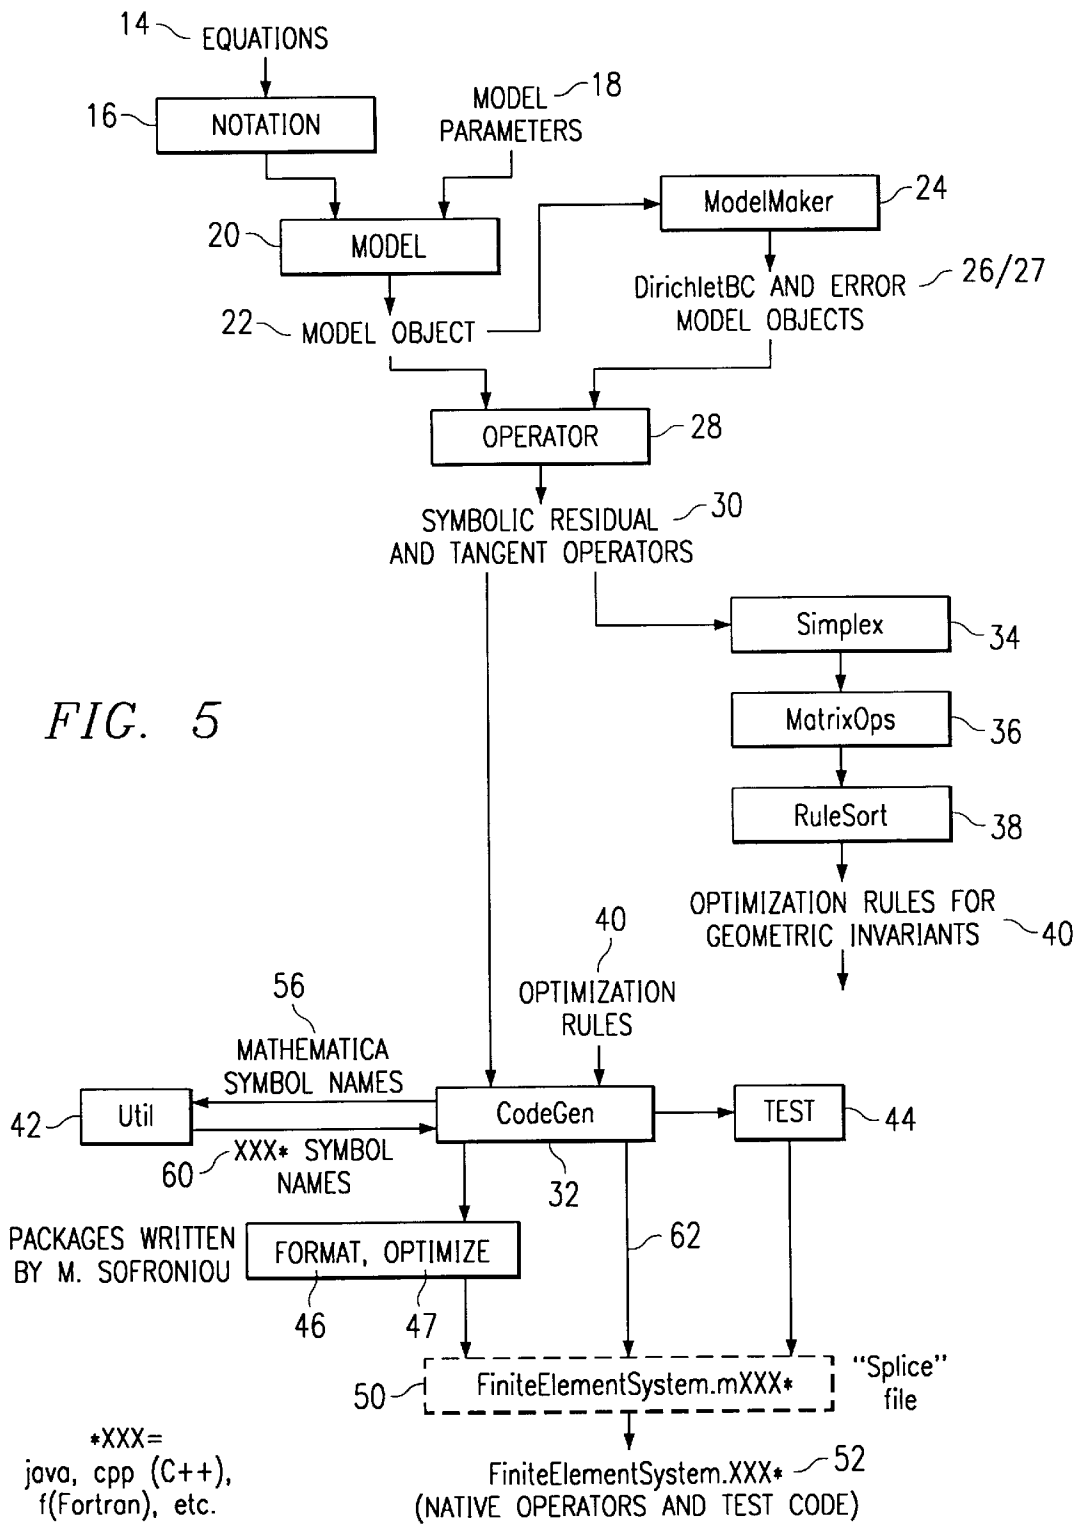 14
EQUATIONS
16
NOTATION
MODEL
PARAMETERS
18
20
MODEL
ModelMaker
24
22
MODEL OBJECT
DirichletBC AND ERROR
MODEL OBJECTS
26/27
OPERATOR
28
SYMBOLIC RESIDUAL
AND TANGENT OPERATORS
30
Simplex
34
MatrixOps
36
RuleSort
38
OPTIMIZATION RULES FOR
GEOMETRIC INVARIANTS
40
FIG. 5
40
OPTIMIZATION
RULES
56
MATHEMATICA
SYMBOL NAMES
42
Util
CodeGen
32
TEST
44
60
XXX* SYMBOL
NAMES
PACKAGES WRITTEN
BY M. SOFRONIOU
FORMAT, OPTIMIZE
46
47
62
50
FiniteElementSystem.mXXX*
"Splice"
file
*XXX=
java, cpp (C++),
f(Fortran), etc.
FiniteElementSystem.XXX*
52
(NATIVE OPERATORS AND TEST CODE)